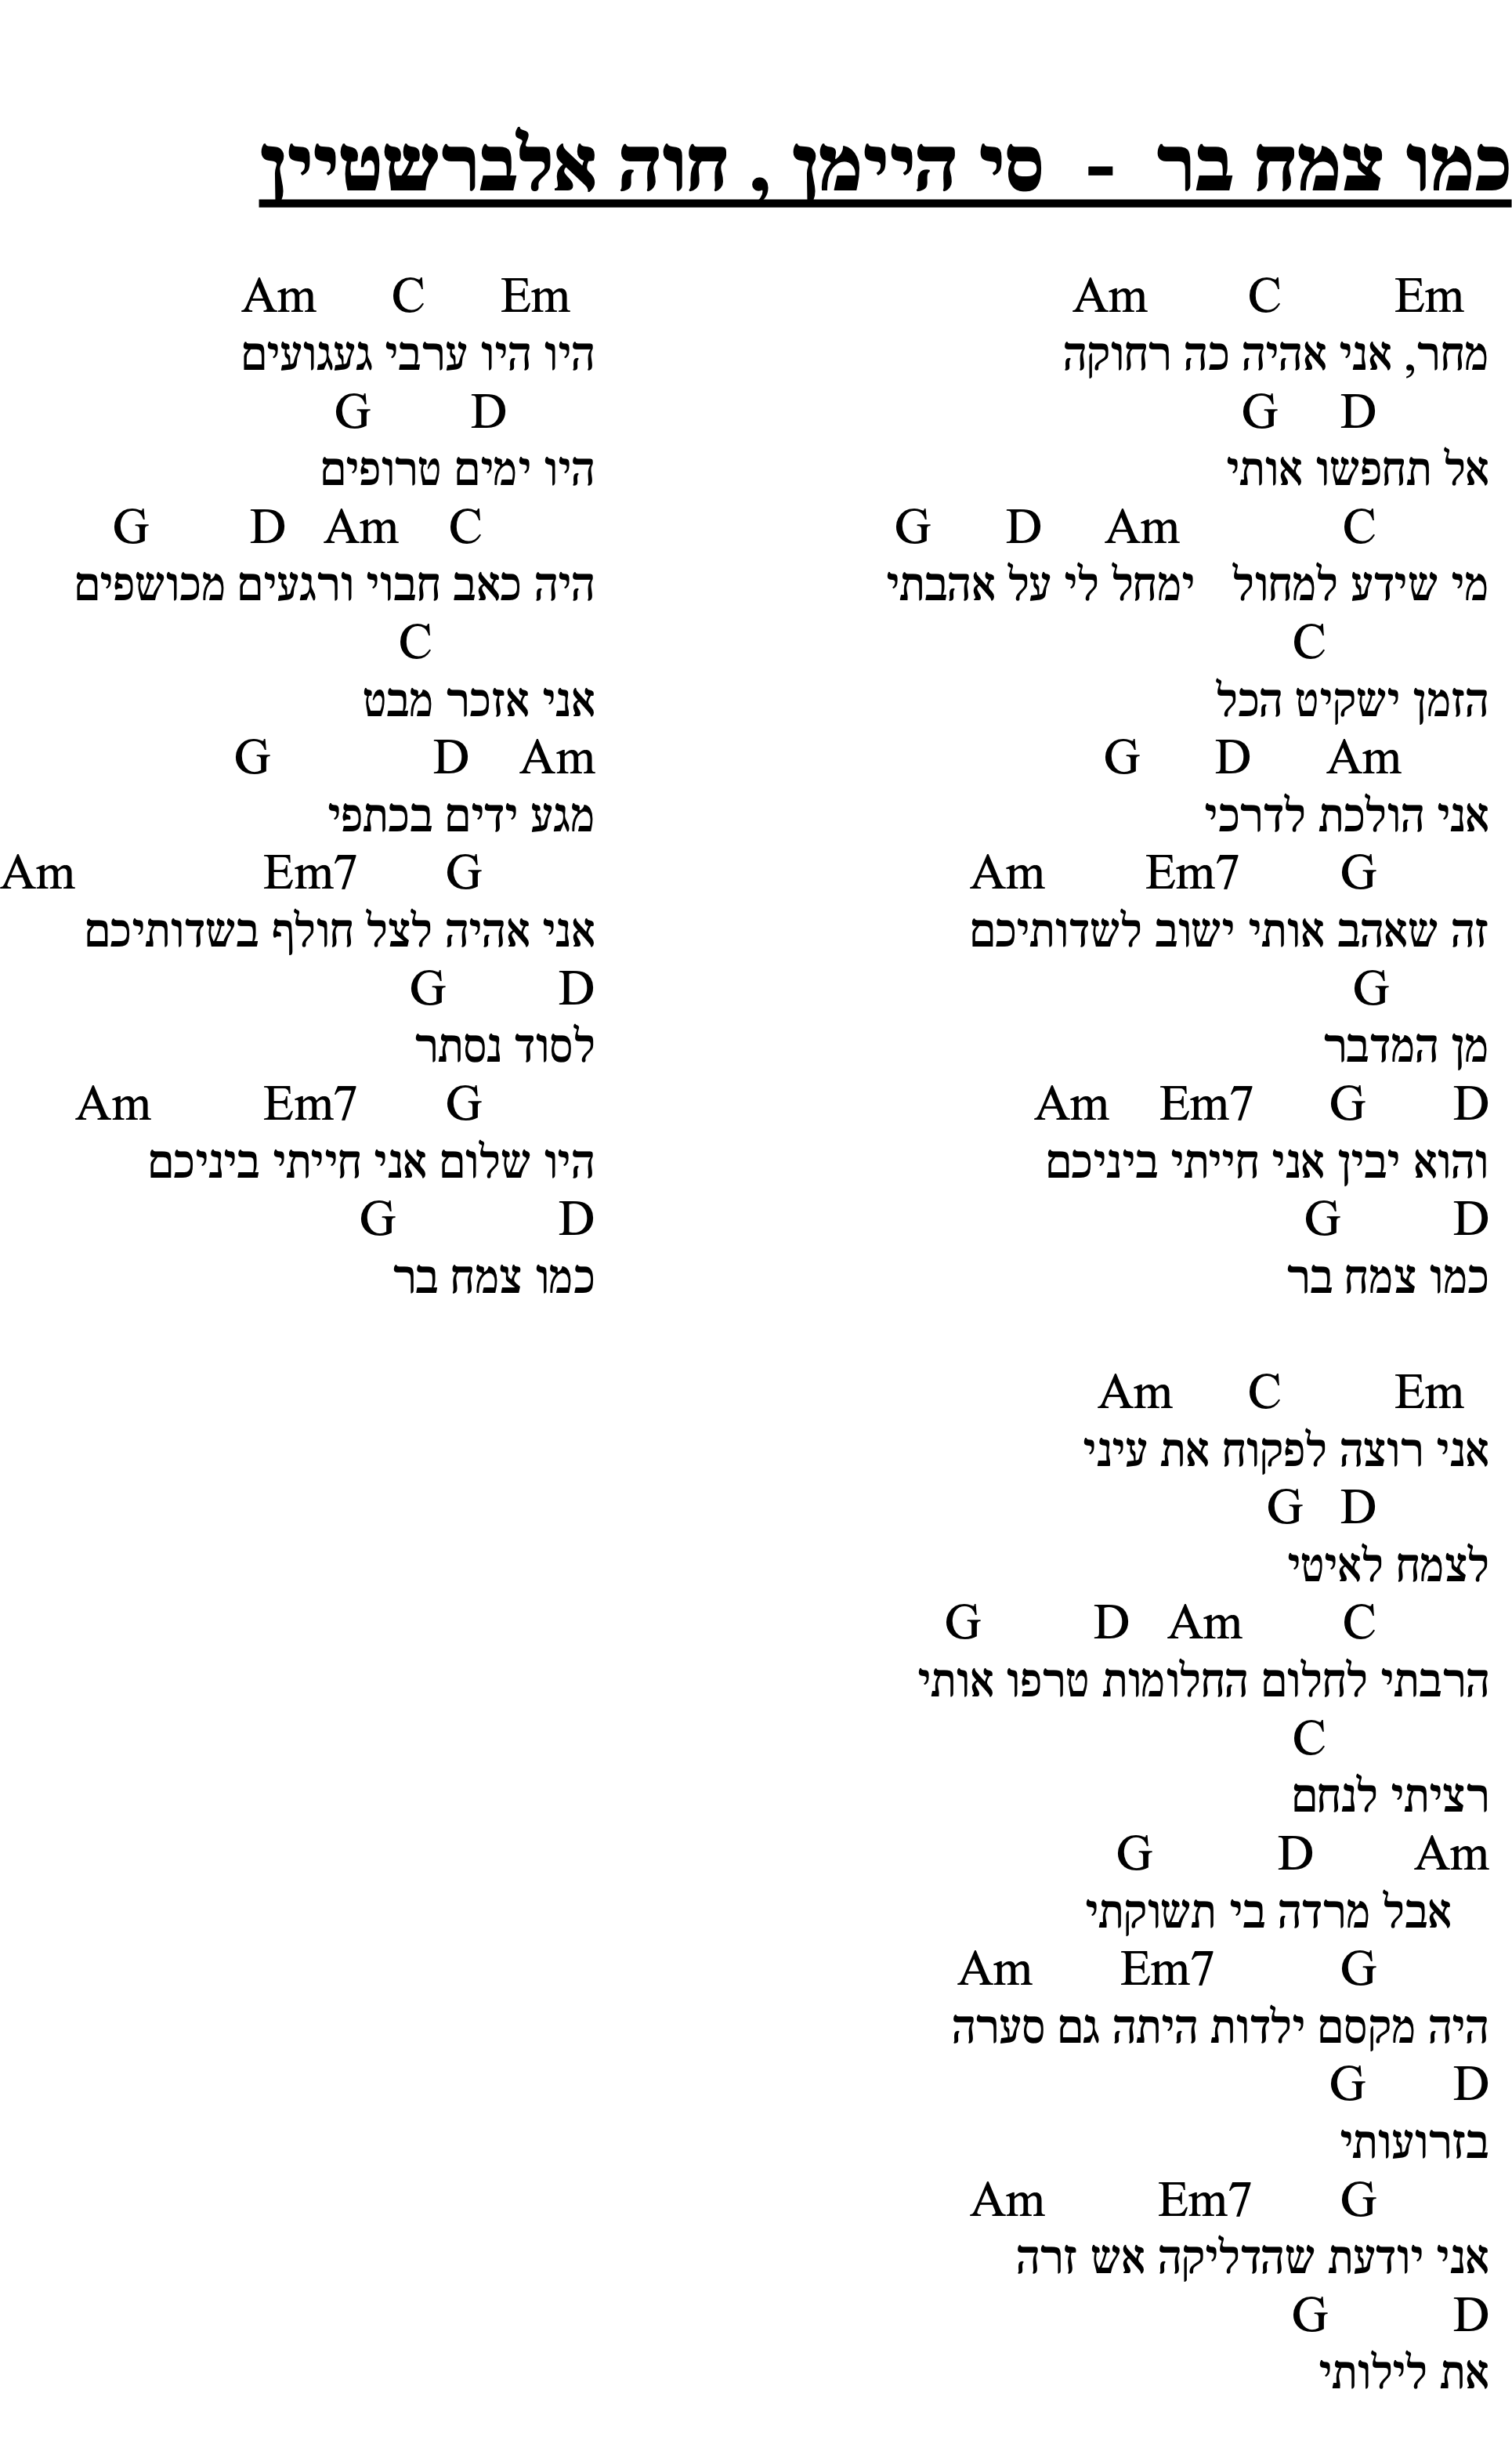 כמו צמח בר - סי היימן , חוה אלברשטיין
Am C Em
מחר, אני אהיה כה רחוקה
G D
אל תחפשו אותי
G D Am C
מי שידע למחול ימחל לי על אהבתי
C
הזמן ישקיט הכל
G D Am
אני הולכת לדרכי
Am Em7 G
זה שאהב אותי ישוב לשדותיכם
G
מן המדבר
Am Em7 G D
והוא יבין אני חייתי ביניכם
G D
כמו צמח בר
Am C Em
אני רוצה לפקוח את עיני
G D
לצמח לאיטי
G D Am C
הרבתי לחלום החלומות טרפו אותי
C
רציתי לנחם
G D Am
אבל מרדה בי תשוקתי
Am Em7 G
היה מקסם ילדות היתה גם סערה
G D
בזרועותי
Am Em7 G
אני יודעת שהדליקה אש זרה
G D
את לילותי
Am C Em
היו היו ערבי געגועים
G D
היו ימים טרופים
G D Am C
היה כאב חבוי ורגעים מכושפים
C
אני אזכר מבט
G D Am
מגע ידים בכתפי
Am Em7 G
אני אהיה לצל חולף בשדותיכם
G D
לסוד נסתר
Am Em7 G
היו שלום אני חייתי ביניכם
G D
כמו צמח בר